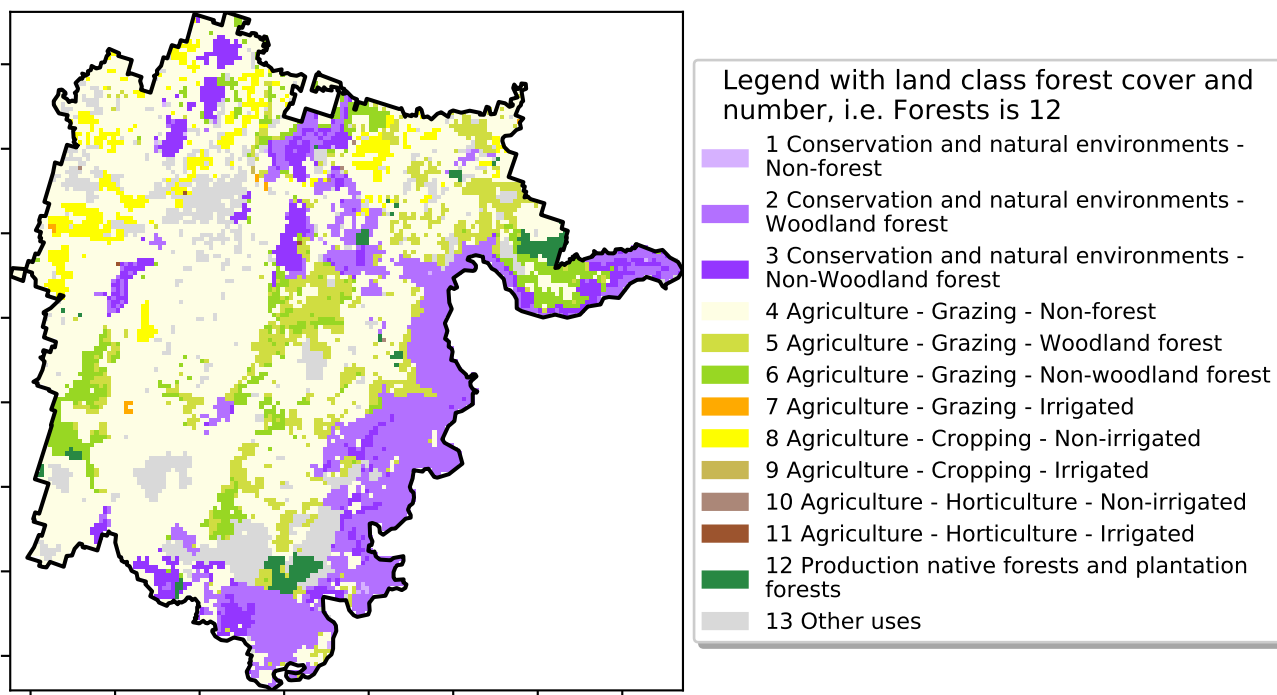 Legend with land class forest cover and
number, i.e. Forests is 12
1 Conservation and natural environments -
Non-forest
2 Conservation and natural environments -
Woodland forest
3 Conservation and natural environments -
Non-Woodland forest
4 Agriculture - Grazing - Non-forest
5 Agriculture - Grazing - Woodland forest
6 Agriculture - Grazing - Non-woodland forest
7 Agriculture - Grazing - Irrigated
8 Agriculture - Cropping - Non-irrigated
9 Agriculture - Cropping - Irrigated
10 Agriculture - Horticulture - Non-irrigated
11 Agriculture - Horticulture - Irrigated
12 Production native forests and plantation
forests
13 Other uses